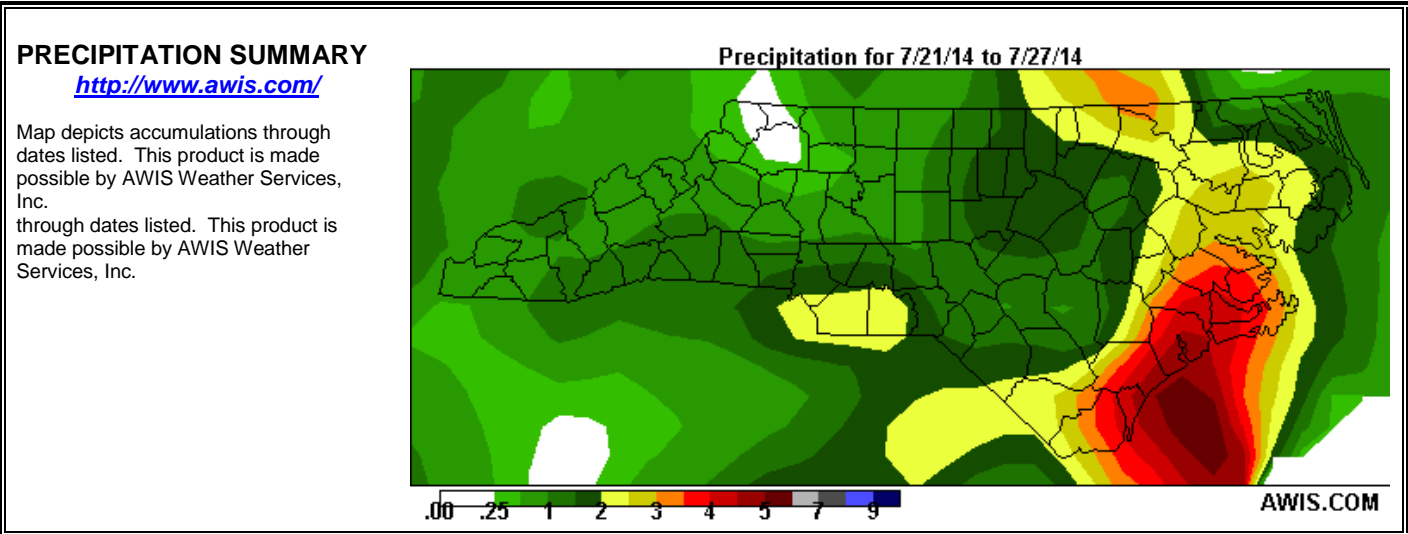 PRECIPITATION SUMMARY
http://www.awis.com/
Map depicts accumulations through
dates listed. This product is made
possible by AWIS Weather Services,
Inc.
through dates listed. This product is
made possible by AWIS Weather
Services, Inc.
Precipitation for 7/21/14 to 7/27/14
.00 .25 1 2 3 4 5 7 9
AWIS.COM